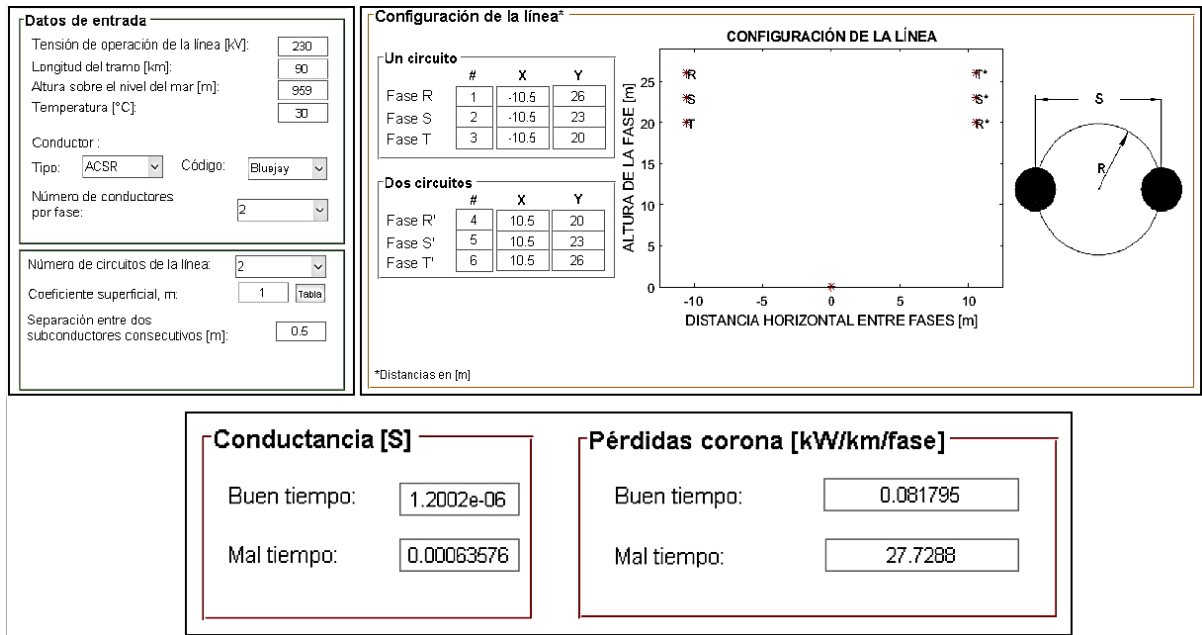 Datos de entrada
Tensión de operación de la línea [kV]: 230
Longitud del tramo [km]: 90
Altura sobre el nivel del mar [m]: 959
Temperatura [°C]: 30
Conductor :
Tipo: ACSR Código: Bluejay
Número de conductores
por fase: 2
Número de circuitos de la línea: 2
Coeficiente superficial, m: 1 Tabla
Separación entre dos
subconductores consecutivos [m]: 0.5
Configuración de la línea*
Un circuito
# X Y
Fase R 1 -10.5 26
Fase S 2 -10.5 23
Fase T 3 -10.5 20
Dos circuitos
# X Y
Fase R' 4 10.5 20
Fase S' 5 10.5 23
Fase T' 6 10.5 26
*Distancias en [m]
CONFIGURACIÓN DE LA LÍNEA
ALTURA DE LA FASE [m]
25
20
15
10
5
0
R T*
S S*
T R*
-10 -5 0 5 10
DISTANCIA HORIZONTAL ENTRE FASES [m]
S
R
Conductancia [S]
Buen tiempo: 1.2002e-06
Mal tiempo: 0.00063576
Pérdidas corona [kW/km/fase]
Buen tiempo: 0.081795
Mal tiempo: 27.7288